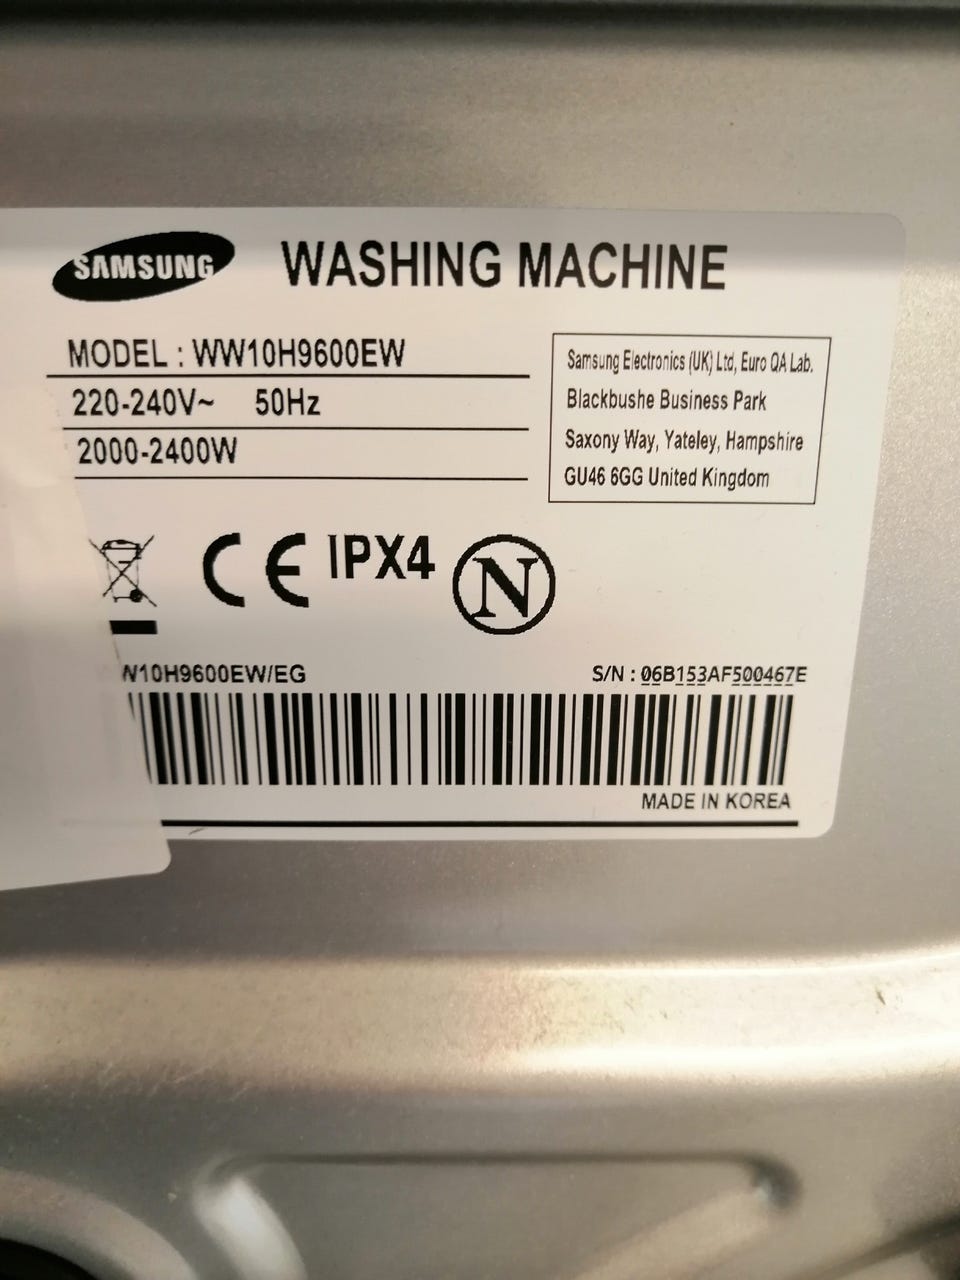 SAMSUNG WASHING MACHINE
MODEL : WW10H9600EW
220-240V~ 50Hz
2000-2400W
Samsung Electronics (UK) Ltd, Euro QA Lab.
Blackbushe Business Park
Saxony Way, Yateley, Hampshire
GU46 6GG United Kingdom
CE IPX4 N
W10H9600EW/EG S/N : 06B153AF500467E
MADE IN KOREA